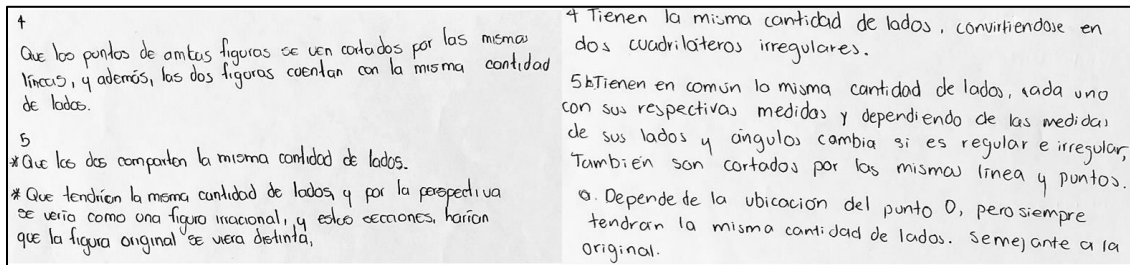 4
Que los puntos de ambas figuras se ven cortados por las mismas
líneas, y además, las dos figuras cuentan con la misma cantidad
de lados.
5
* Que los dos comparten la misma cantidad de lados.
* Que tendrían la misma cantidad de lados, y por la perspectiva
se vería como una figura irracional, y estas secciones, harían
que la figura original se viera distinta,
4 Tienen la misma cantidad de lados, convirtiendose en
dos cuadriláteros irregulares.
5b Tienen en común la misma cantidad de lados, cada uno
con sus respectivas medidas y dependiendo de las medidas
de sus lados y ángulos cambia si es regular e irregular,
También son cortados por las mismas linea y puntos.
a. Depende de la ubicación del punto O, pero siempre
tendrán la misma cantidad de lados. Semejante a la
original.